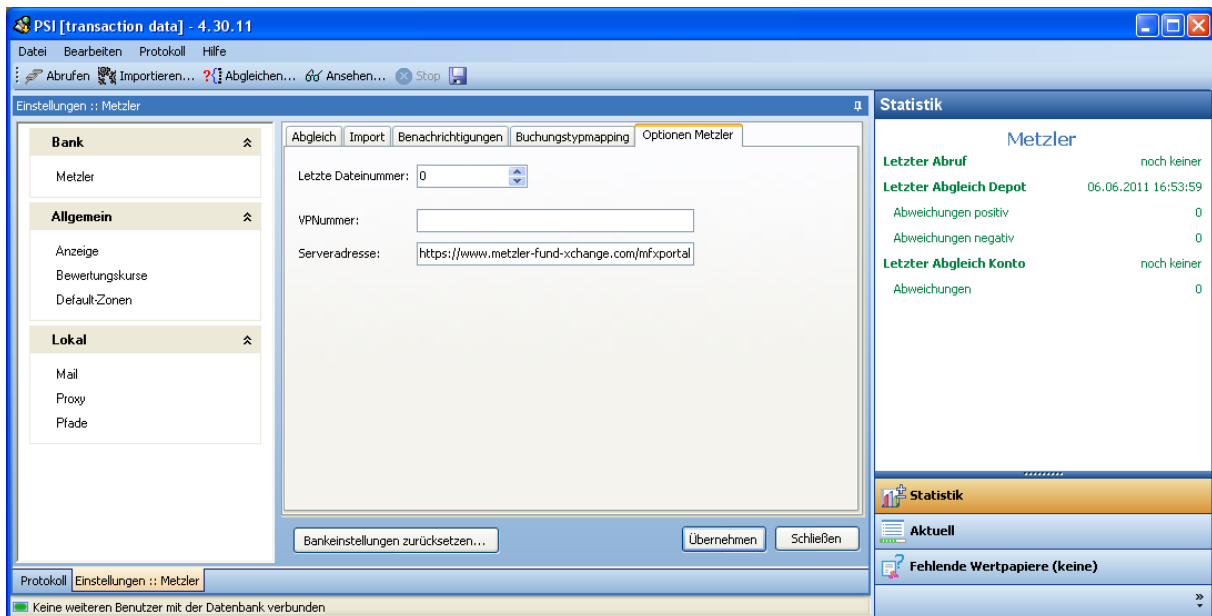 PSI [transaction data] - 4.30.11
Datei Bearbeiten Protokoll Hilfe
Abrufen Importieren... Abgleichen... Ansehen... Stop
Einstellungen :: Metzler
Bank
Metzler
Allgemein
Anzeige
Bewertungskurse
Default-Zonen
Lokal
Mail
Proxy
Pfade
Abgleich Import Benachrichtigungen Buchungstypmapping Optionen Metzler
Letzte Dateinummer: 0
VPNummer:
Serveradresse: https://www.metzler-fund-xchange.com/mfxportal
Bankeinstellungen zurücksetzen... Übernehmen Schließen
Statistik
Metzler
Letzter Abruf noch keiner
Letzter Abgleich Depot 06.06.2011 16:53:59
Abweichungen positiv 0
Abweichungen negativ 0
Letzter Abgleich Konto noch keiner
Abweichungen 0
Statistik
Aktuell
Fehlende Wertpapiere (keine)
Protokoll Einstellungen :: Metzler
Keine weiteren Benutzer mit der Datenbank verbunden